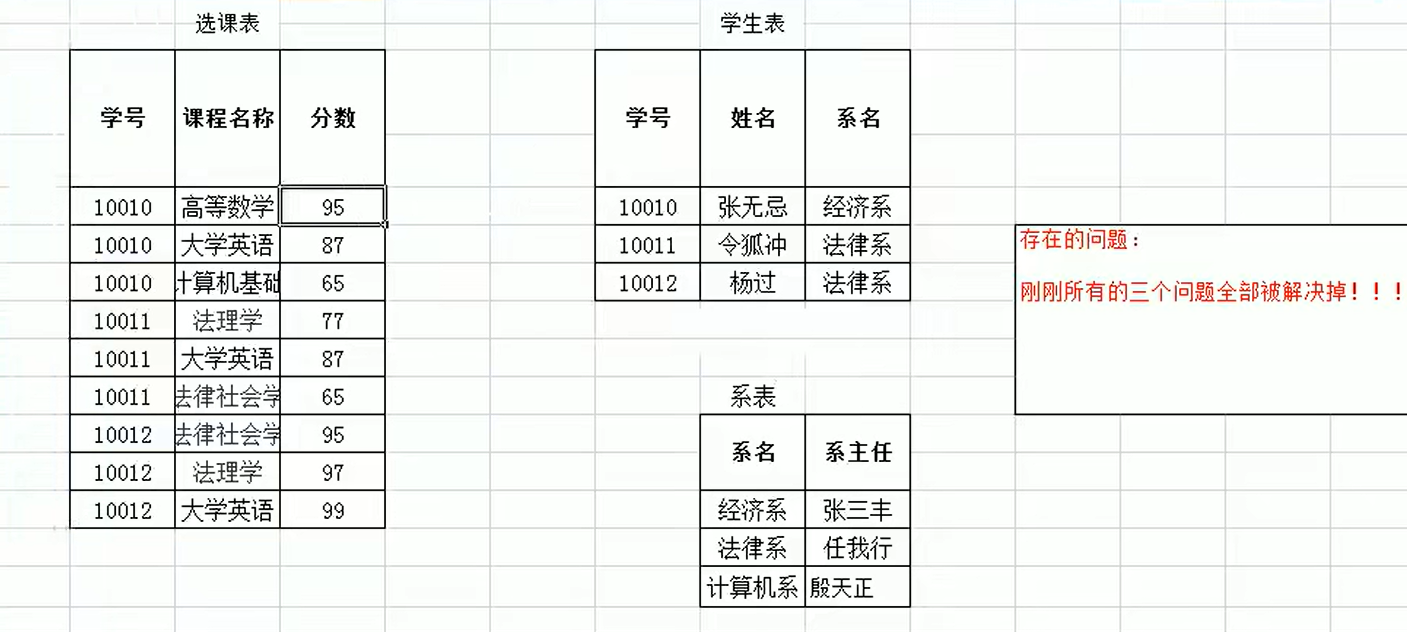 选课表
学号 课程名称 分数
10010 高等数学 95
10010 大学英语 87
10010 计算机基础 65
10011 法理学 77
10011 大学英语 87
10011 法律社会学 65
10012 法律社会学 95
10012 法理学 97
10012 大学英语 99
学生表
学号 姓名 系名
10010 张无忌 经济系
10011 令狐冲 法律系
10012 杨过 法律系
系表
系名 系主任
经济系 张三丰
法律系 任我行
计算机系 殷天正
存在的问题：
刚刚所有的三个问题全部被解决掉！！！